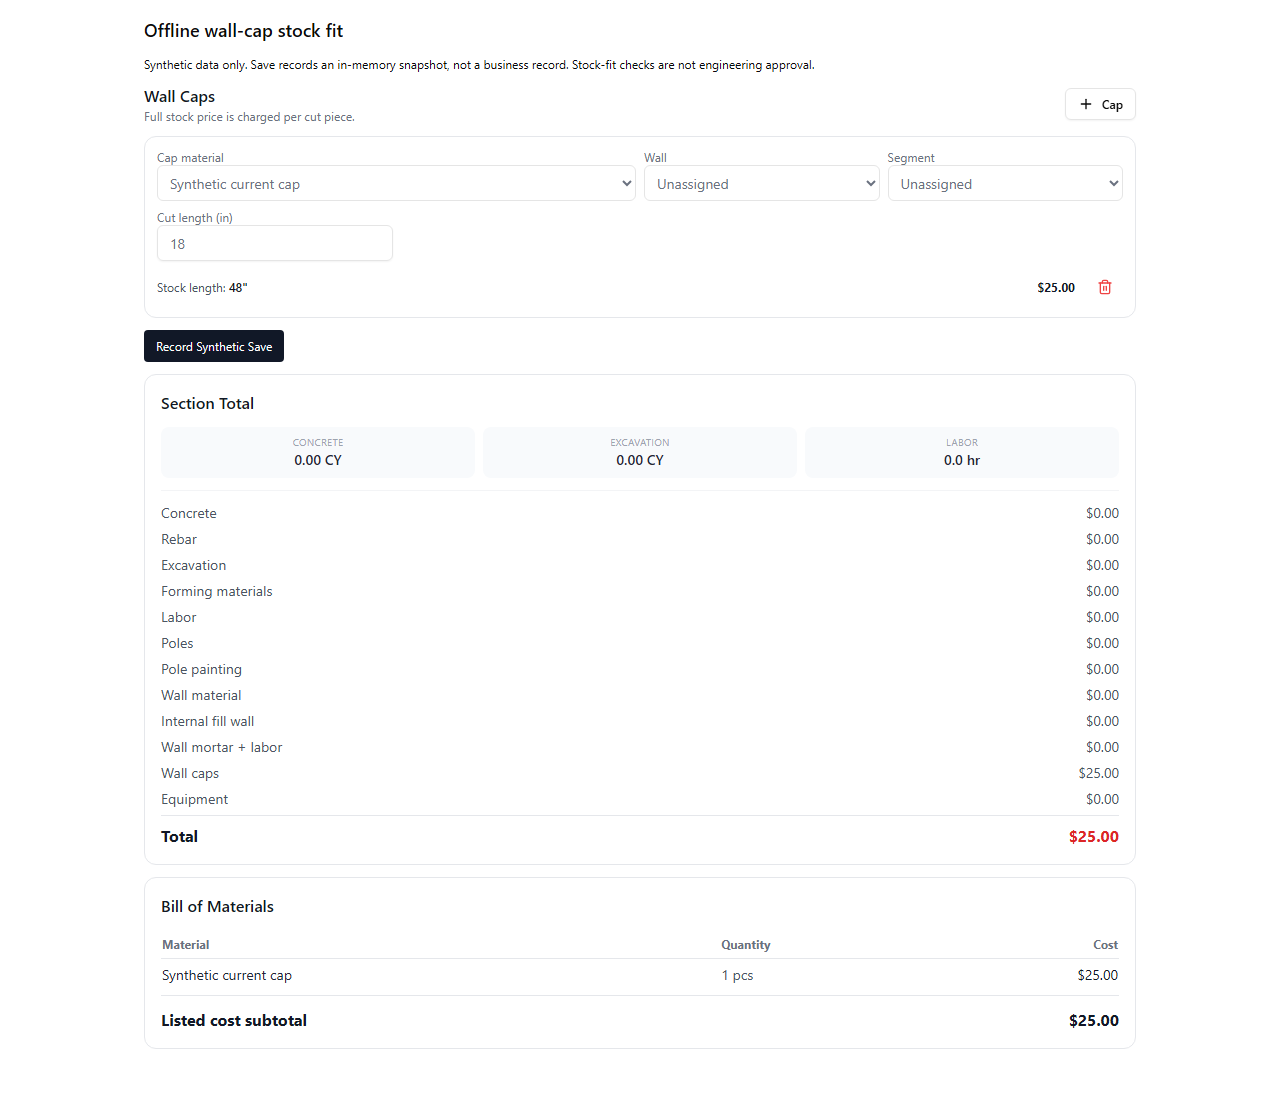 Offline wall-cap stock fit
Synthetic data only. Save records an in-memory snapshot, not a business record. Stock-fit checks are not engineering approval.
Wall Caps
Full stock price is charged per cut piece.
+ Cap
Cap material
Wall
Segment
Synthetic current cap
Unassigned
Unassigned
Cut length (in)
18
Stock length: 48"
$25.00
Record Synthetic Save
Section Total
CONCRETE
0.00 CY
EXCAVATION
0.00 CY
LABOR
0.0 hr
Concrete $0.00
Rebar $0.00
Excavation $0.00
Forming materials $0.00
Labor $0.00
Poles $0.00
Pole painting $0.00
Wall material $0.00
Internal fill wall $0.00
Wall mortar + labor $0.00
Wall caps $25.00
Equipment $0.00
Total $25.00
Bill of Materials
Material Quantity Cost
Synthetic current cap 1 pcs $25.00
Listed cost subtotal $25.00